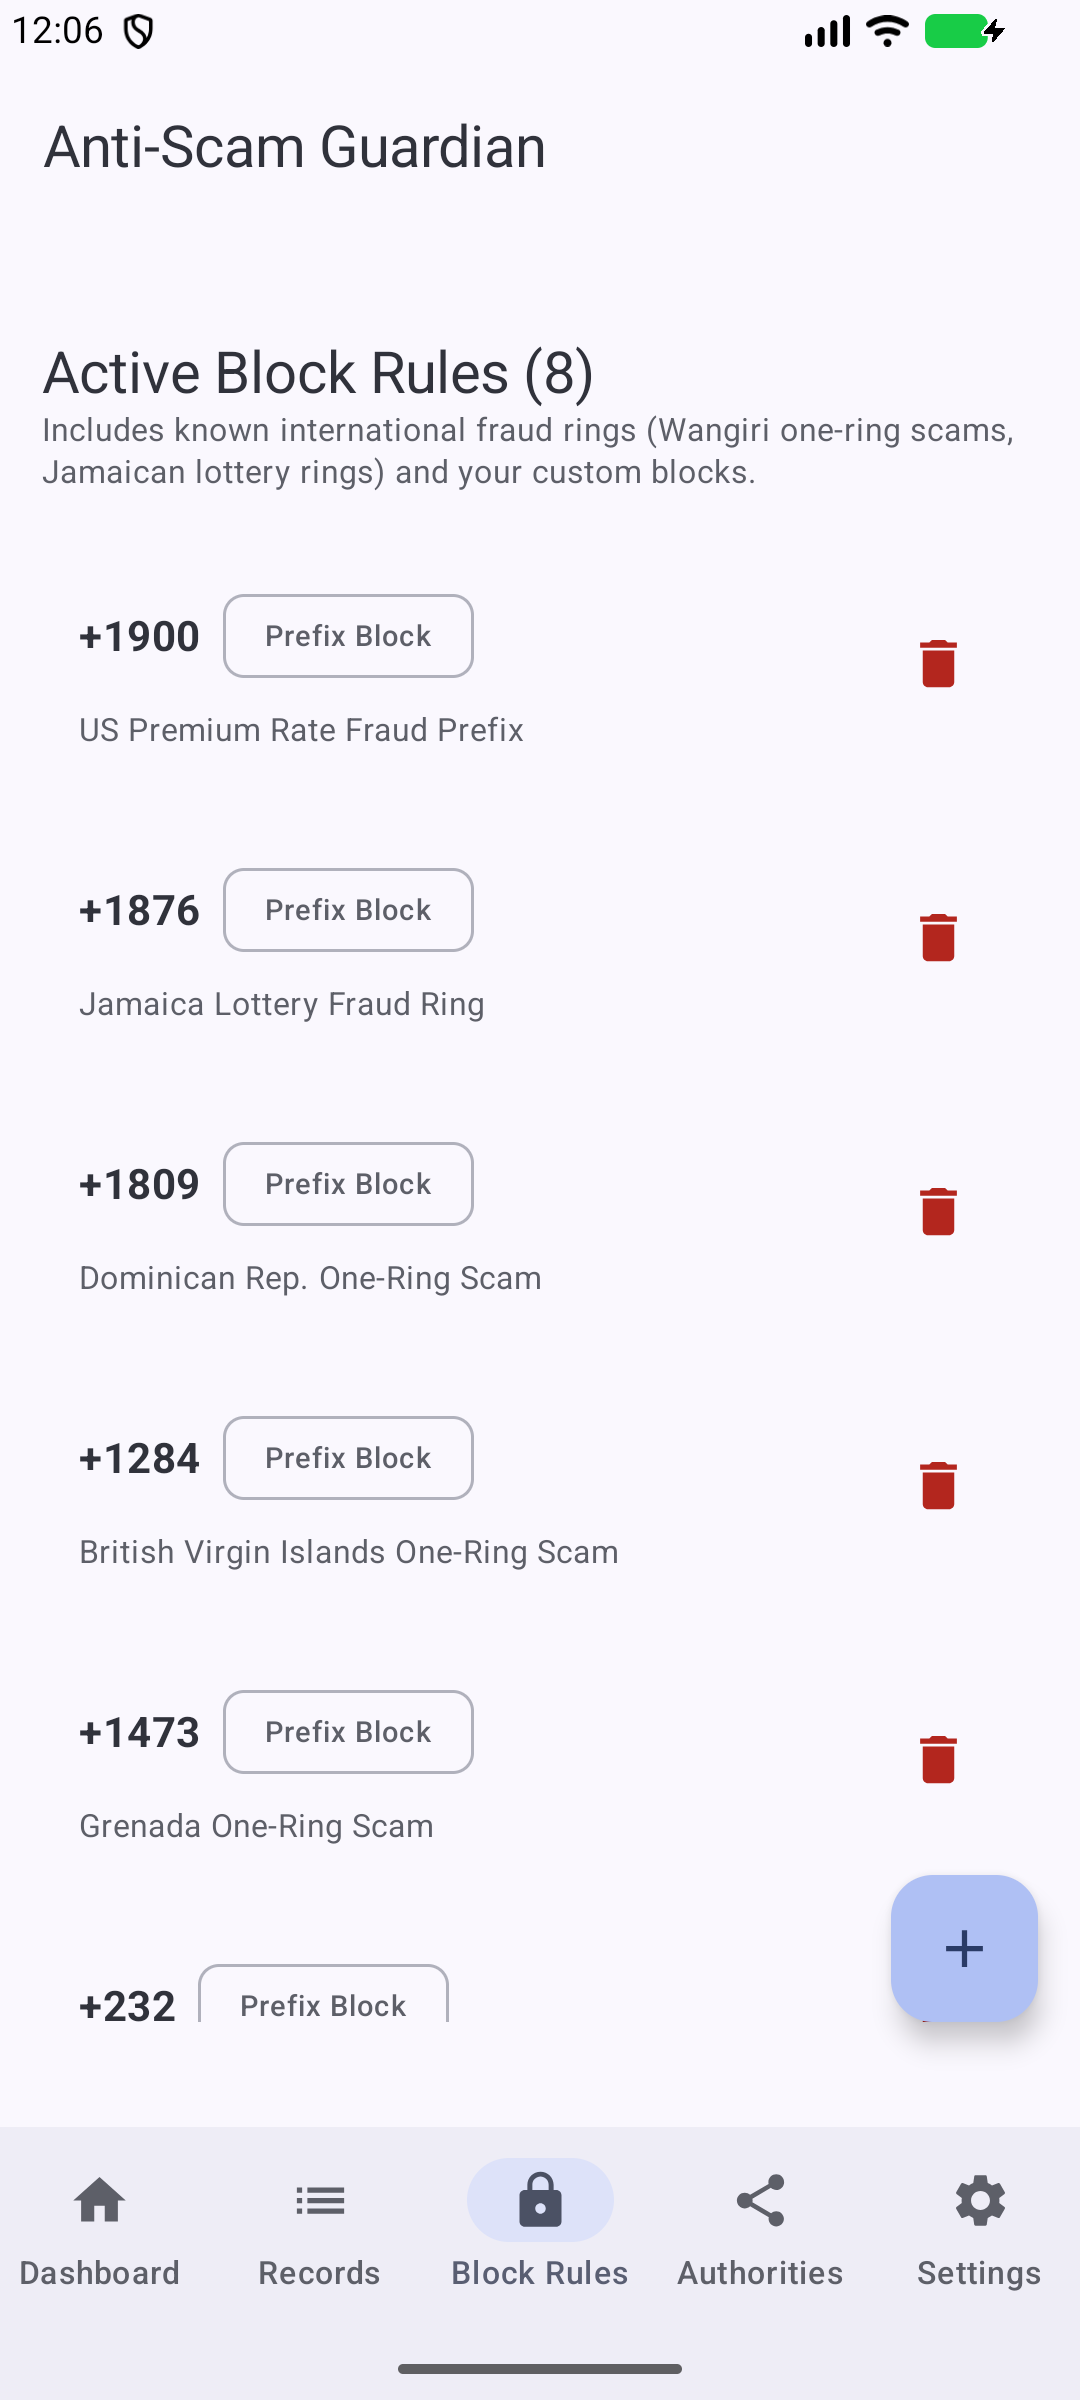 12:06
Anti-Scam Guardian
Active Block Rules (8)
Includes known international fraud rings (Wangiri one-ring scams,
Jamaican lottery rings) and your custom blocks.
+1900 Prefix Block
US Premium Rate Fraud Prefix
+1876 Prefix Block
Jamaica Lottery Fraud Ring
+1809 Prefix Block
Dominican Rep. One-Ring Scam
+1284 Prefix Block
British Virgin Islands One-Ring Scam
+1473 Prefix Block
Grenada One-Ring Scam
+232 Prefix Block
Dashboard Records Block Rules Authorities Settings